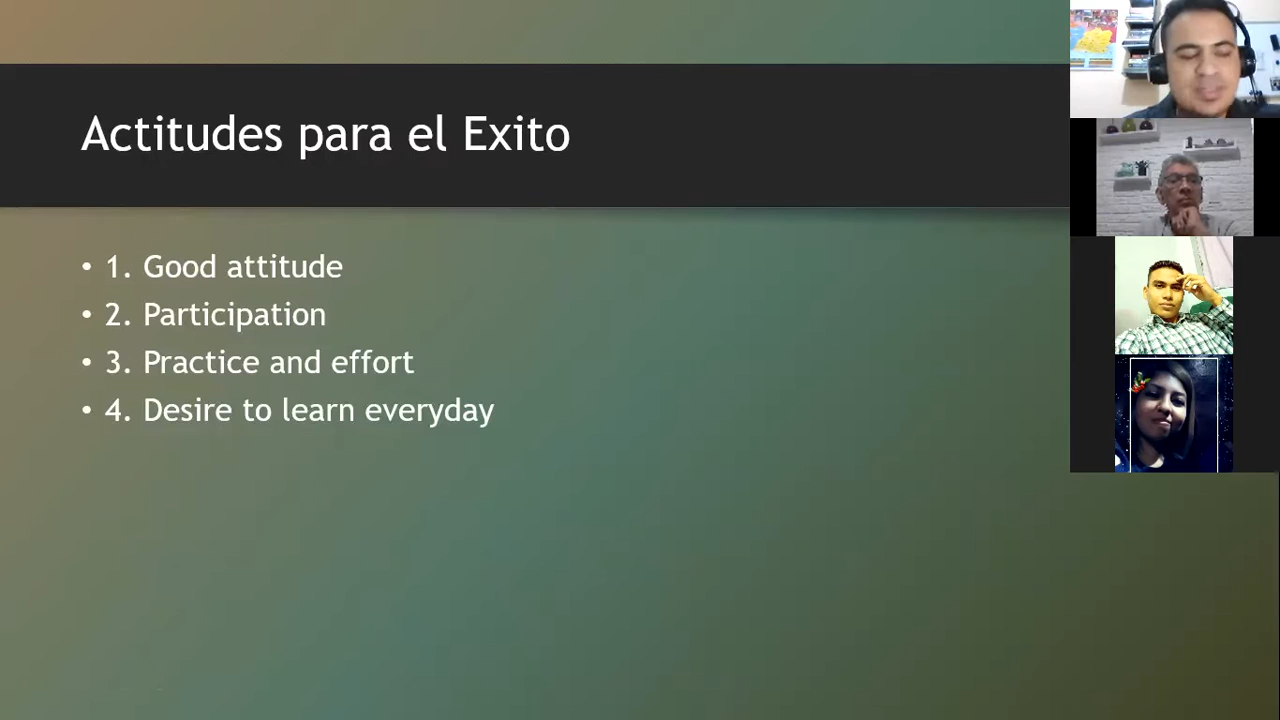 Actitudes para el Exito
• 1. Good attitude
• 2. Participation
• 3. Practice and effort
• 4. Desire to learn everyday